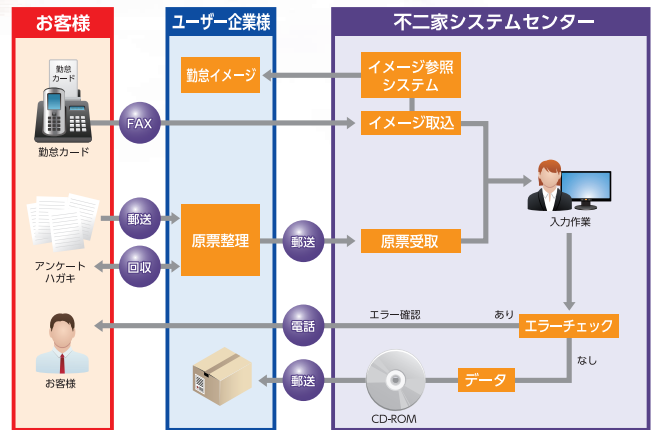 お客様
ユーザー企業様
不二家システムセンター
勤怠
カード
勤怠カード
FAX
勤怠イメージ
イメージ参照
システム
イメージ取込
アンケート
ハガキ
郵送
回収
原票整理
郵送
原票受取
入力作業
お客様
電話
エラー確認
あり
エラーチェック
なし
郵送
CD-ROM
データ